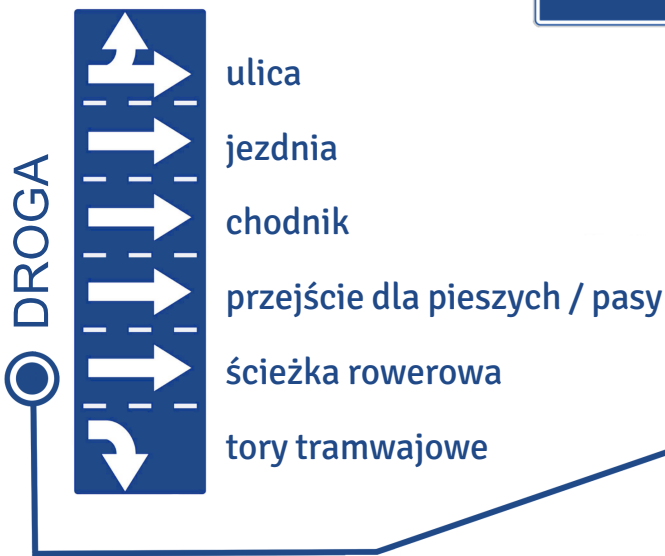 DROGA
ulica
jezdnia
chodnik
przejście dla pieszych / pasy
ścieżka rowerowa
tory tramwajowe